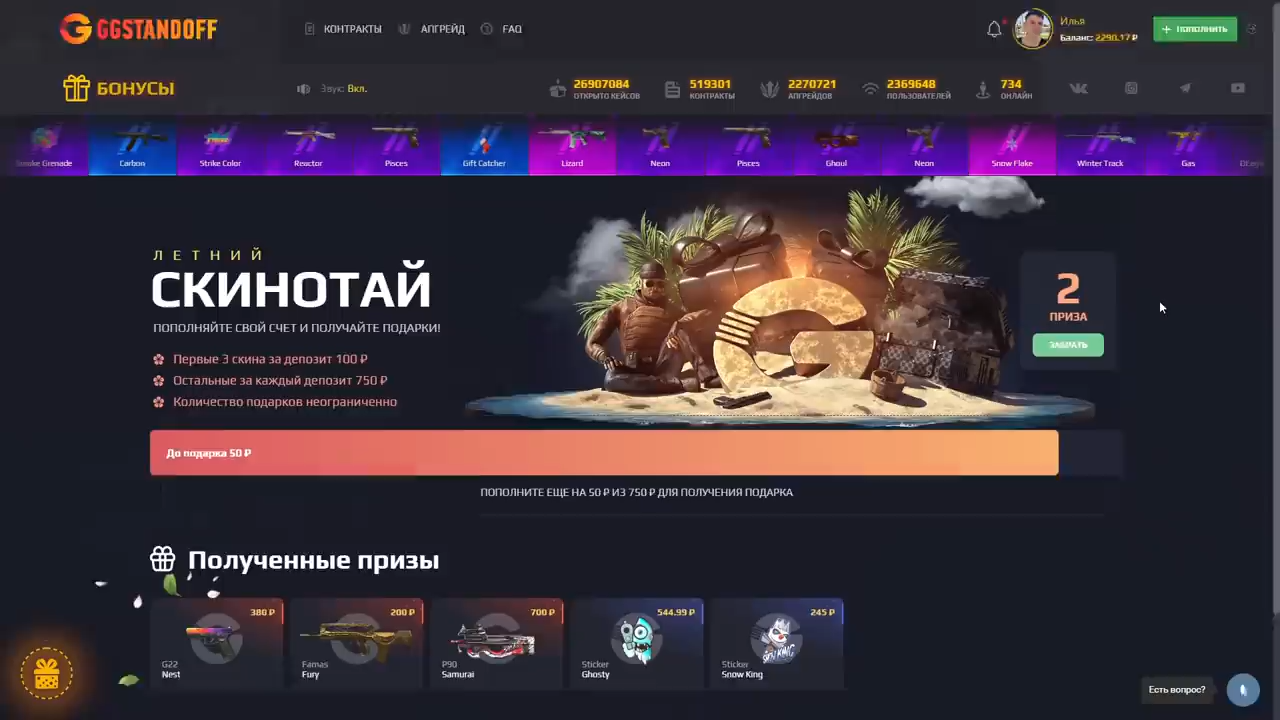 GGSTANDOFF
КОНТРАКТЫ
АПГРЕЙД
FAQ
Илья
Баланс: 2290.17 ₽
+ ПОПОЛНИТЬ
БОНУСЫ
Звук: Вкл.
26907084
ОТКРЫТО КЕЙСОВ
519301
КОНТРАКТЫ
2270721
АПГРЕЙДОВ
2369648
ПОЛЬЗОВАТЕЛЕЙ
734
ОНЛАЙН
Smoke Grenade
Carbon
Strike Color
Reactor
Pisces
Gift Catcher
Lizard
Neon
Pisces
Ghoul
Neon
Snow Flake
Winter Track
Gas
ЛЕТНИЙ
СКИНОТАЙ
ПОПОЛНЯЙТЕ СВОЙ СЧЕТ И ПОЛУЧАЙТЕ ПОДАРКИ!
Первые 3 скина за депозит 100 ₽
Остальные за каждый депозит 750 ₽
Количество подарков неограниченно
2
ПРИЗА
ЗАБРАТЬ
До подарка 50 ₽
ПОПОЛНИТЕ ЕЩЕ НА 50 ₽ ИЗ 750 ₽ ДЛЯ ПОЛУЧЕНИЯ ПОДАРКА
Полученные призы
380 ₽
G22
Nest
200 ₽
Famas
Fury
700 ₽
P90
Samurai
544.99 ₽
Sticker
Ghosty
245 ₽
Sticker
Snow King
Есть вопрос?